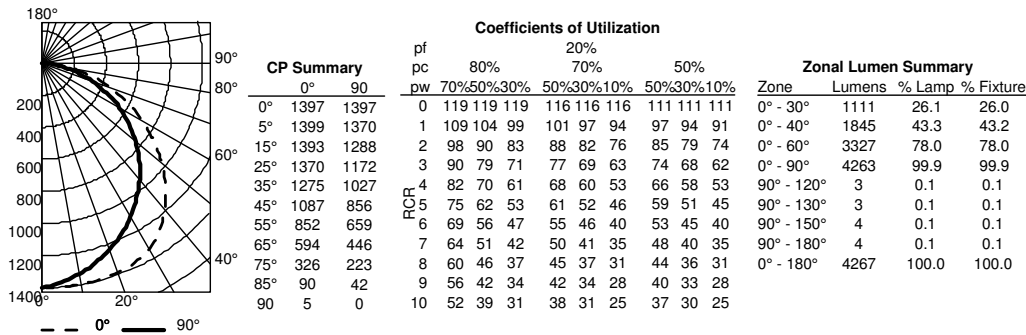 180°
90°
80°
60°
40°
20°
0°
200
400
600
800
1000
1200
1400
0° 90°
CP Summary
0° 90
0° 1397 1397
5° 1399 1370
15° 1393 1288
25° 1370 1172
35° 1275 1027
45° 1087 856
55° 852 659
65° 594 446
75° 326 223
85° 90 42
90 5 0
Coefficients of Utilization
pf 20%
pc 80% 70% 50%
pw 70%50%30% 50%30%10% 50%30%10%
RCR
0 119 119 119 116 116 116 111 111 111
1 109 104 99 101 97 94 97 94 91
2 98 90 83 88 82 76 85 79 74
3 90 79 71 77 69 63 74 68 62
4 82 70 61 68 60 53 66 58 53
5 75 62 53 61 52 46 59 51 45
6 69 56 47 55 46 40 53 45 40
7 64 51 42 50 41 35 48 40 35
8 60 46 37 45 37 31 44 36 31
9 56 42 34 42 34 28 40 33 28
10 52 39 31 38 31 25 37 30 25
Zonal Lumen Summary
Zone Lumens % Lamp % Fixture
0° - 30° 1111 26.1 26.0
0° - 40° 1845 43.3 43.2
0° - 60° 3327 78.0 78.0
0° - 90° 4263 99.9 99.9
90° - 120° 3 0.1 0.1
90° - 130° 3 0.1 0.1
90° - 150° 4 0.1 0.1
90° - 180° 4 0.1 0.1
0° - 180° 4267 100.0 100.0